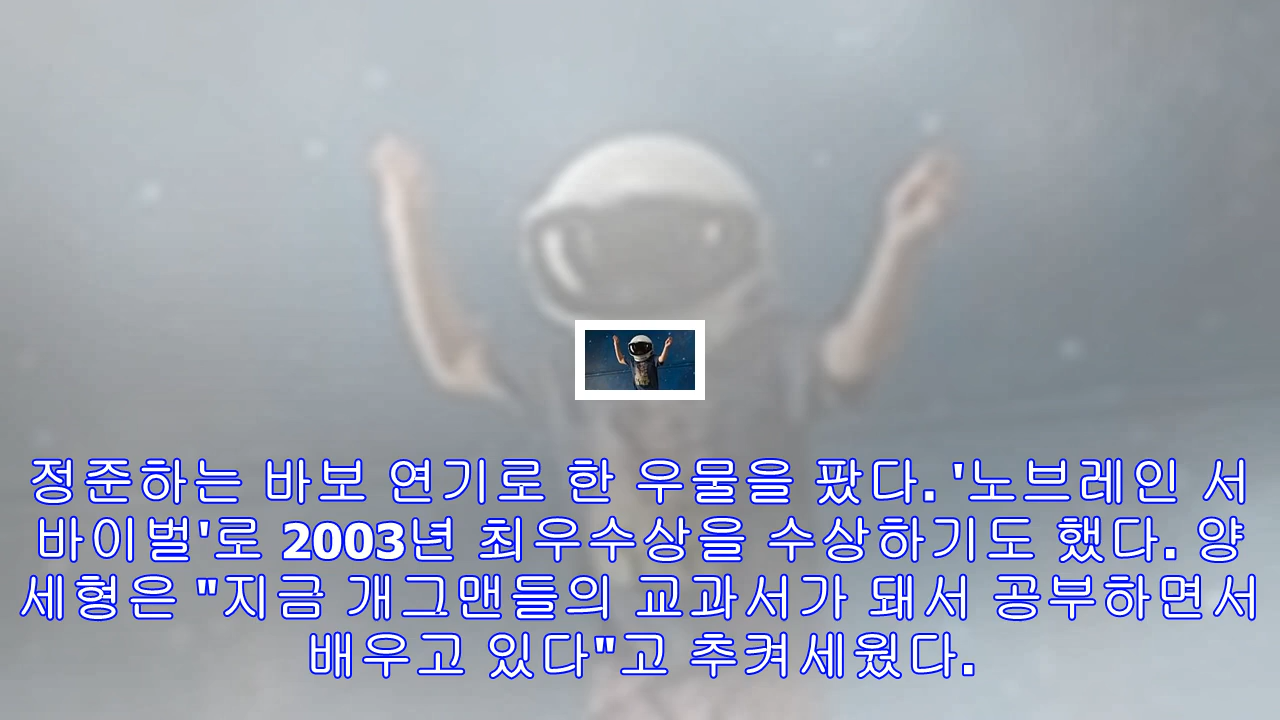 정준하는 바보 연기로 한 우물을 팠다. '노브레인 서
바이벌'로 2003년 최우수상을 수상하기도 했다. 양
세형은 "지금 개그맨들의 교과서가 돼서 공부하면서
배우고 있다"고 추켜세웠다.